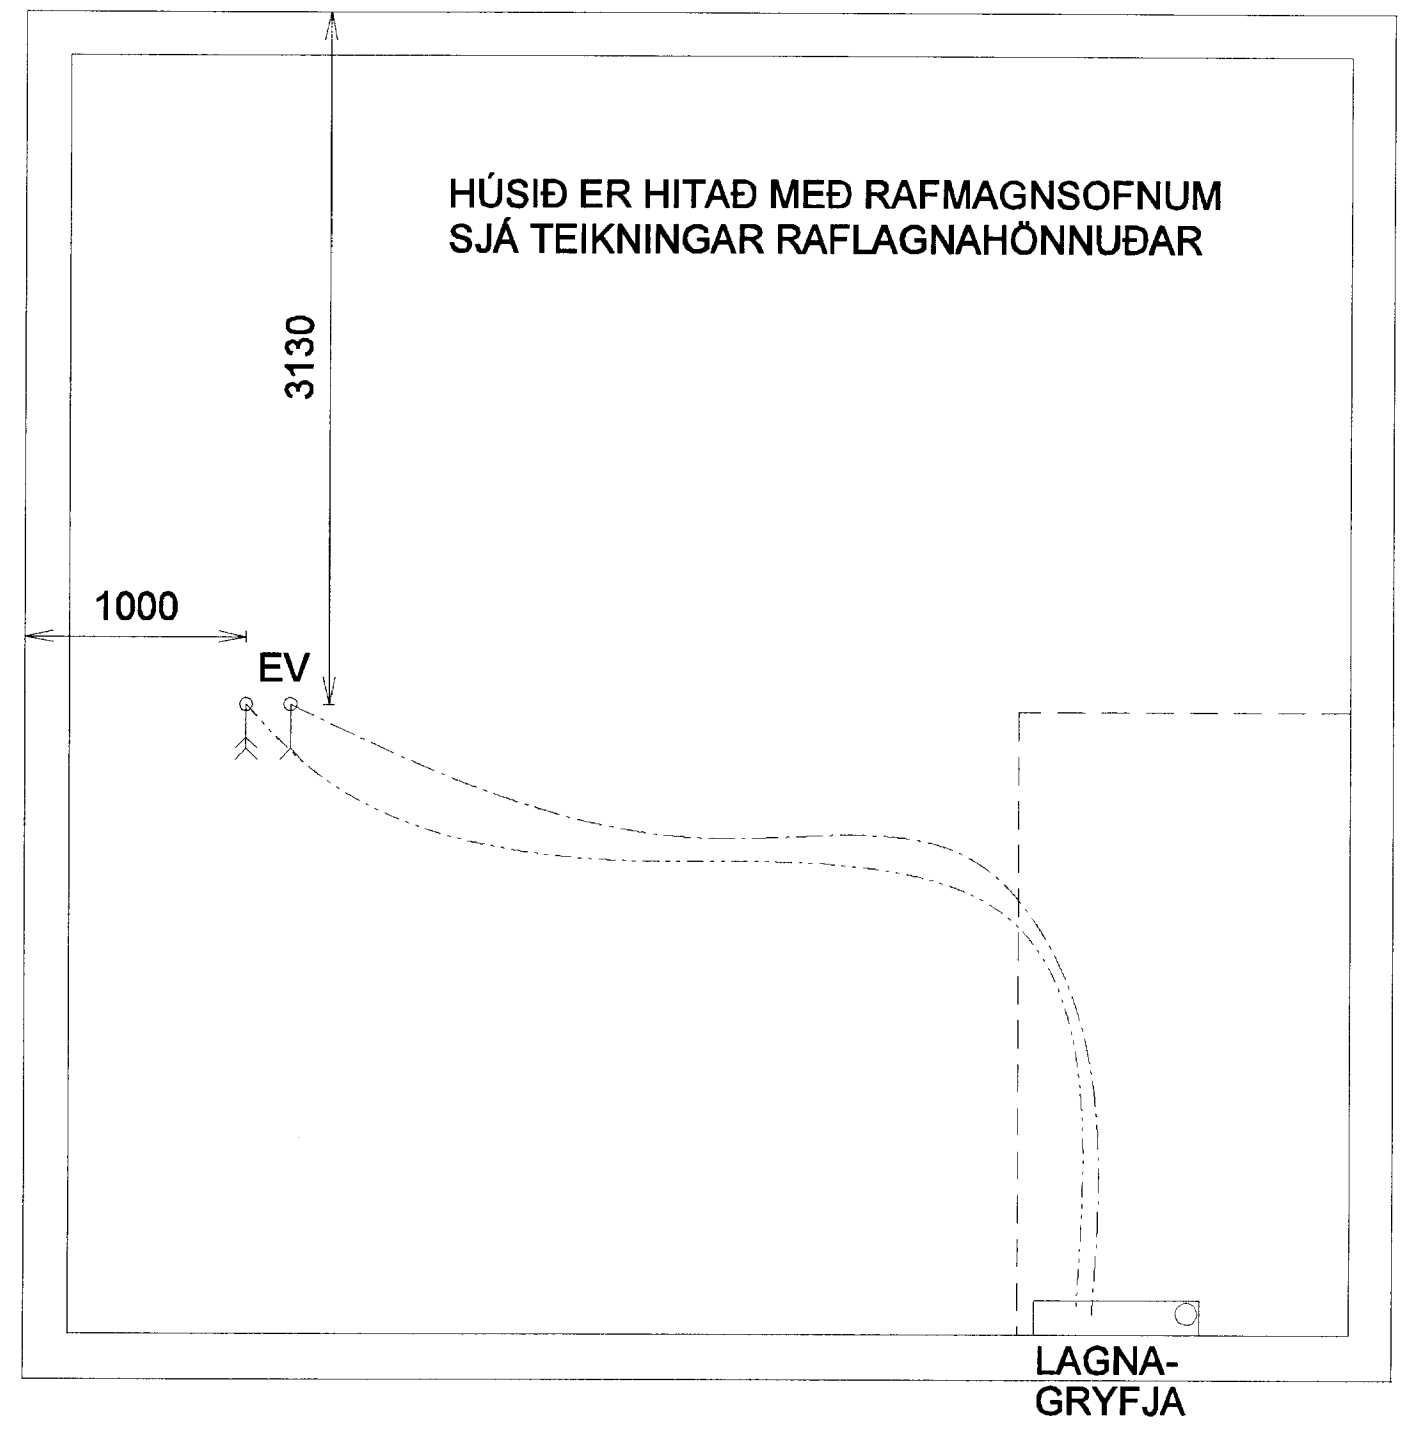 HÚSIÐ ER HITAÐ MEÐ RAFMAGNSOFNUM
SJÁ TEIKNINGAR RAFLAGNAHÖNNUÐAR
3130
1000
EV
LAGNA-
GRYFJA